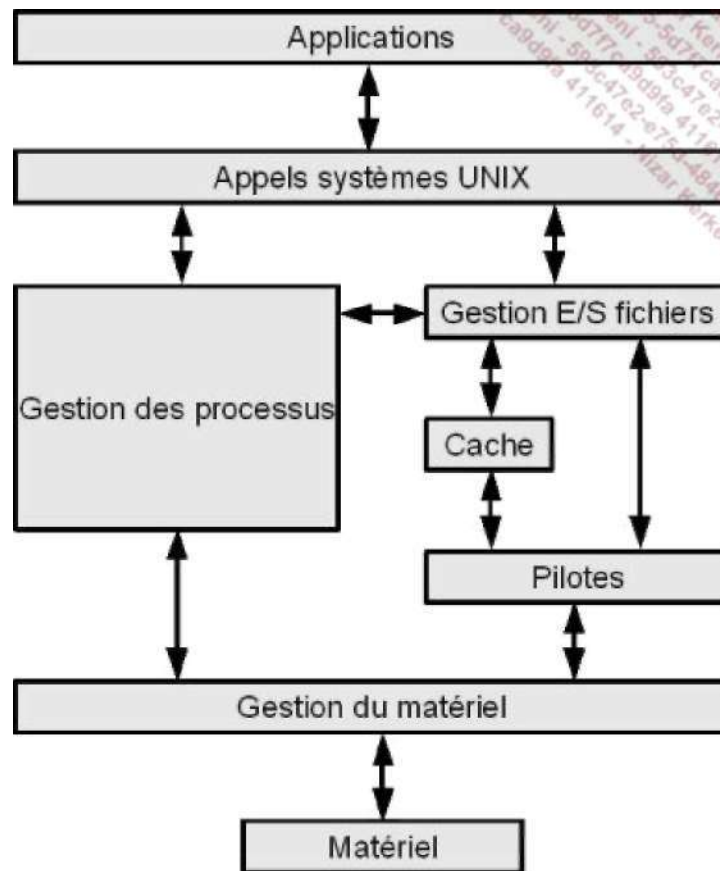 Applications
Appels systèmes UNIX
Gestion E/S fichiers
Gestion des processus
Cache
Pilotes
Gestion du matériel
Matériel